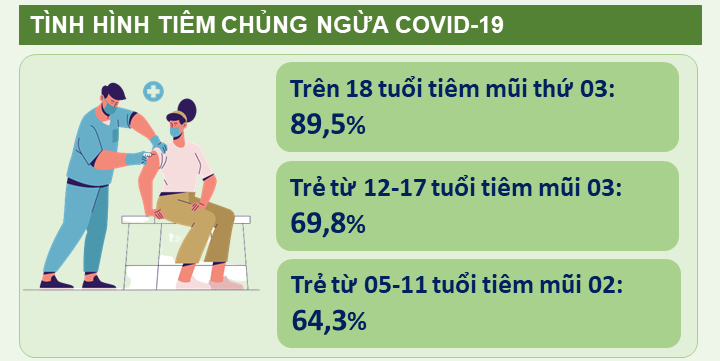 TÌNH HÌNH TIÊM CHỦNG NGỪA COVID-19
Trên 18 tuổi tiêm mũi thứ 03:
89,5%
Trẻ từ 12-17 tuổi tiêm mũi 03:
69,8%
Trẻ từ 05-11 tuổi tiêm mũi 02:
64,3%